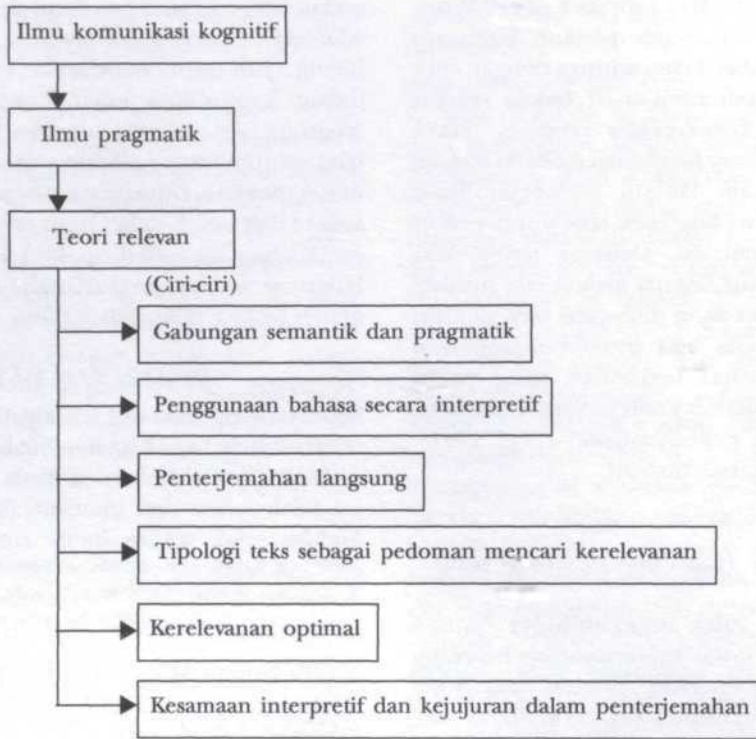 Ilmu komunikasi kognitif
Ilmu pragmatik
Teori relevan
(Ciri-ciri)
Gabungan semantik dan pragmatik
Penggunaan bahasa secara interpretif
Penterjemahan langsung
Tipologi teks sebagai pedoman mencari kerelevanan
Kerelevanan optimal
Kesamaan interpretif dan kejujuran dalam penterjemahan